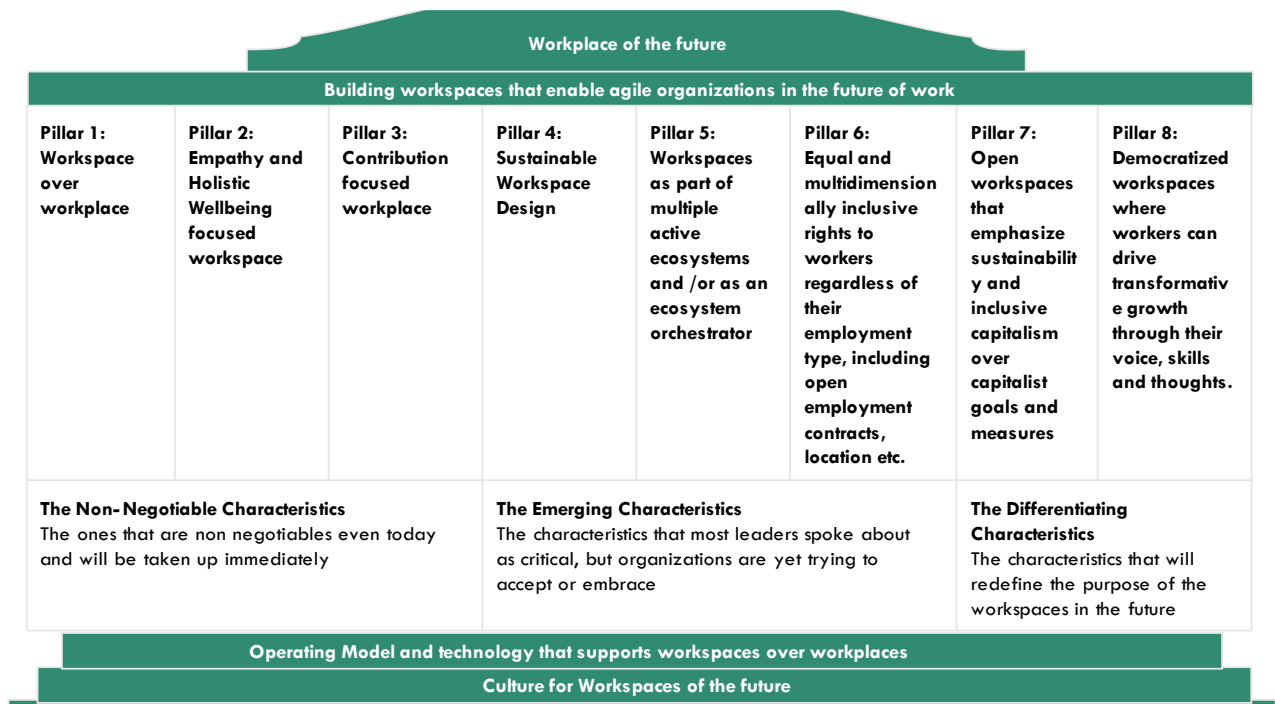 Workplace of the future
Building workspaces that enable agile organizations in the future of work
Pillar 1:
Workspace
over
workplace
Pillar 2:
Empathy and
Holistic
Wellbeing
focused
workspace
Pillar 3:
Contribution
focused
workplace
Pillar 4:
Sustainable
Workspace
Design
Pillar 5:
Workspaces
as part of
multiple
active
ecosystems
and /or as an
ecosystem
orchestrator
Pillar 6:
Equal and
multidimension
ally inclusive
rights to
workers
regardless of
their
employment
type, including
open
employment
contracts,
location etc.
Pillar 7:
Open
workspaces
that
emphasize
sustainabilit
y and
inclusive
capitalism
over
capitalist
goals and
measures
Pillar 8:
Democratized
workspaces
where
workers can
drive
transformativ
e growth
through their
voice, skills
and thoughts.
The Non-Negotiable Characteristics
The ones that are non negotiables even today
and will be taken up immediately
The Emerging Characteristics
The characteristics that most leaders spoke about
as critical, but organizations are yet trying to
accept or embrace
The Differentiating
Characteristics
The characteristics that will
redefine the purpose of the
workspaces in the future
Operating Model and technology that supports workspaces over workplaces
Culture for Workspaces of the future